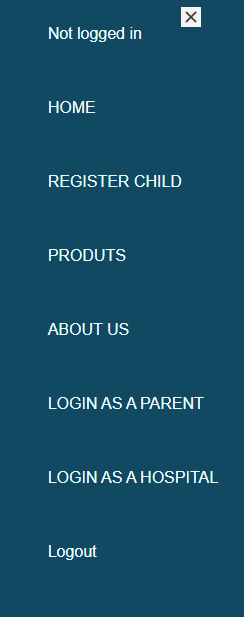 Not logged in
HOME
REGISTER CHILD
PRODUTS
ABOUT US
LOGIN AS A PARENT
LOGIN AS A HOSPITAL
Logout